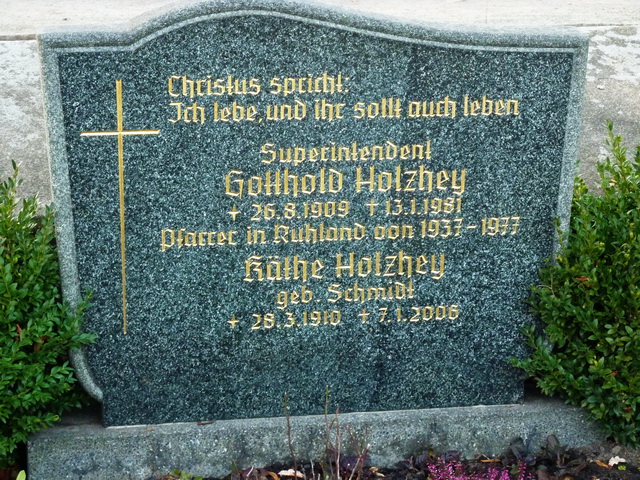 Christus spricht:
Ich lebe, und ihr sollt auch leben
Superintendent
Gotthold Holzhey
+ 26.8.1909 + 13.1.1981
Pfarrer in Ruhland von 1937-1977
Käthe Holzhey
geb. Schmidt
+ 28.3.1910 + 7.1.2006